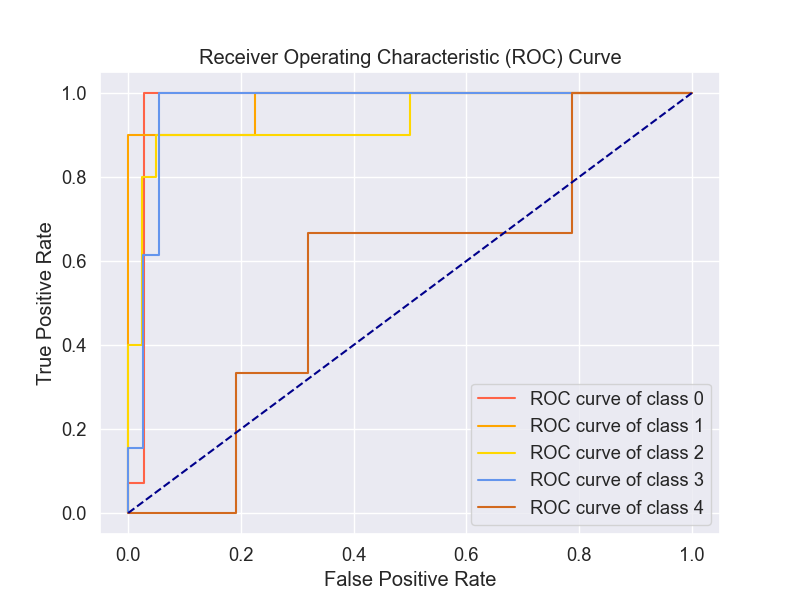 Receiver Operating Characteristic (ROC) Curve
1.0
0.8
0.6
0.4
0.2
0.0
True Positive Rate
ROC curve of class 0
ROC curve of class 1
ROC curve of class 2
ROC curve of class 3
ROC curve of class 4
0.0 0.2 0.4 0.6 0.8 1.0
False Positive Rate